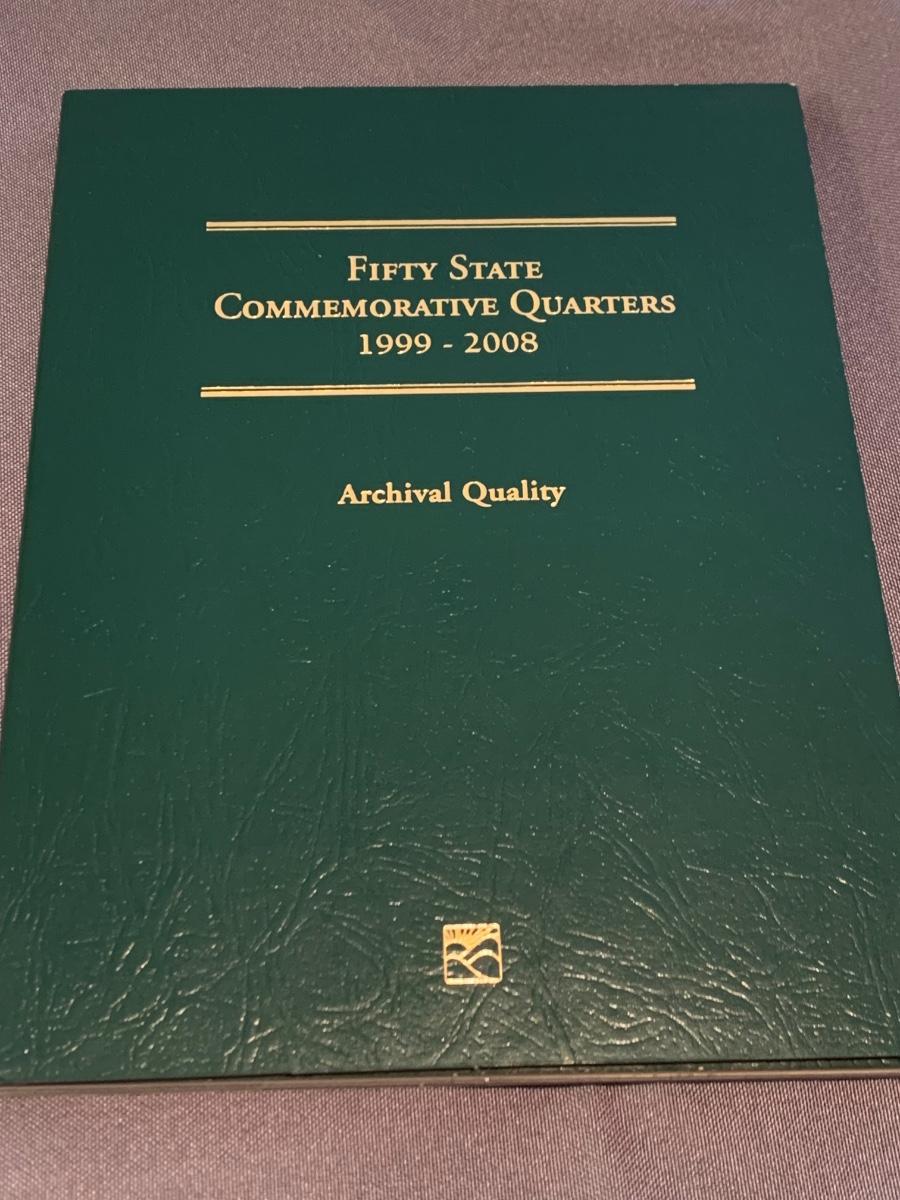 Fifty State
Commemorative Quarters
1999 - 2008
Archival Quality